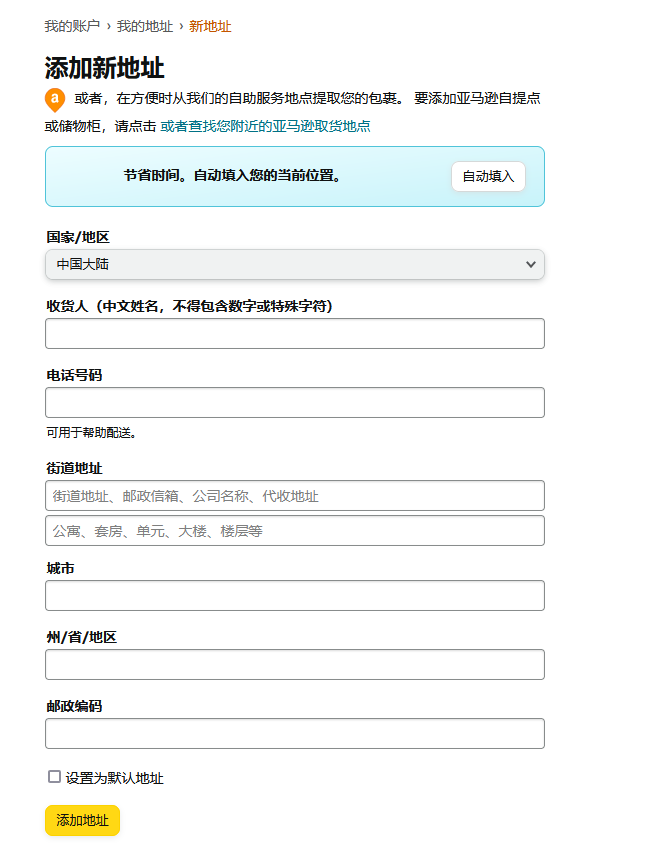 我的账户 › 我的地址 › 新地址
添加新地址
a 或者，在方便时从我们的自助服务地点提取您的包裹。 要添加亚马逊自提点
或储物柜，请点击 或者查找您附近的亚马逊取货地点
节省时间。自动填入您的当前位置。 自动填入
国家/地区
中国大陆
收货人（中文姓名，不得包含数字或特殊字符）
电话号码
可用于帮助配送。
街道地址
街道地址、邮政信箱、公司名称、代收地址
公寓、套房、单元、大楼、楼层等
城市
州/省/地区
邮政编码
设置为默认地址
添加地址